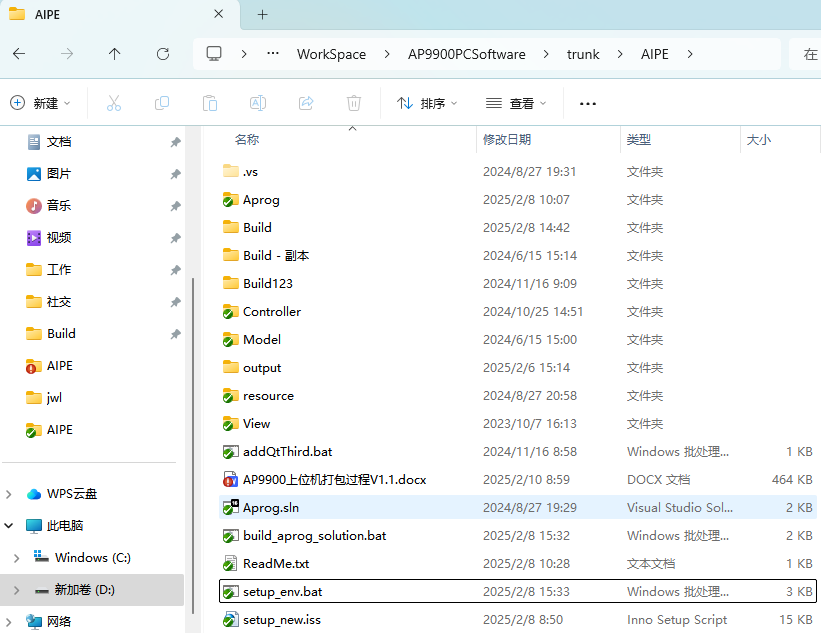 AIPE
WorkSpace AP9900PCSoftware trunk AIPE 在
新建 排序 查看
文档
图片
音乐
视频
工作
社交
Build
AIPE
jwl
AIPE
WPS云盘
此电脑
Windows (C:)
新加卷 (D:)
网络
名称 修改日期 类型 大小
.vs 2024/8/27 19:31 文件夹
Aprog 2025/2/8 10:07 文件夹
Build 2025/2/8 14:42 文件夹
Build - 副本 2024/6/15 15:14 文件夹
Build123 2024/11/16 9:09 文件夹
Controller 2024/10/25 14:51 文件夹
Model 2024/6/15 15:00 文件夹
output 2025/2/6 15:14 文件夹
resource 2024/8/27 20:58 文件夹
View 2023/10/7 16:13 文件夹
addQtThird.bat 2024/11/16 8:58 Windows 批处理... 1 KB
AP9900上位机打包过程V1.1.docx 2025/2/10 8:59 DOCX 文档 464 KB
Aprog.sln 2024/8/27 19:29 Visual Studio Sol... 2 KB
build_aprog_solution.bat 2025/2/8 15:32 Windows 批处理... 2 KB
ReadMe.txt 2025/2/8 10:28 文本文档 1 KB
setup_env.bat 2025/2/8 15:33 Windows 批处理... 3 KB
setup_new.iss 2025/2/8 8:50 Inno Setup Script 15 KB